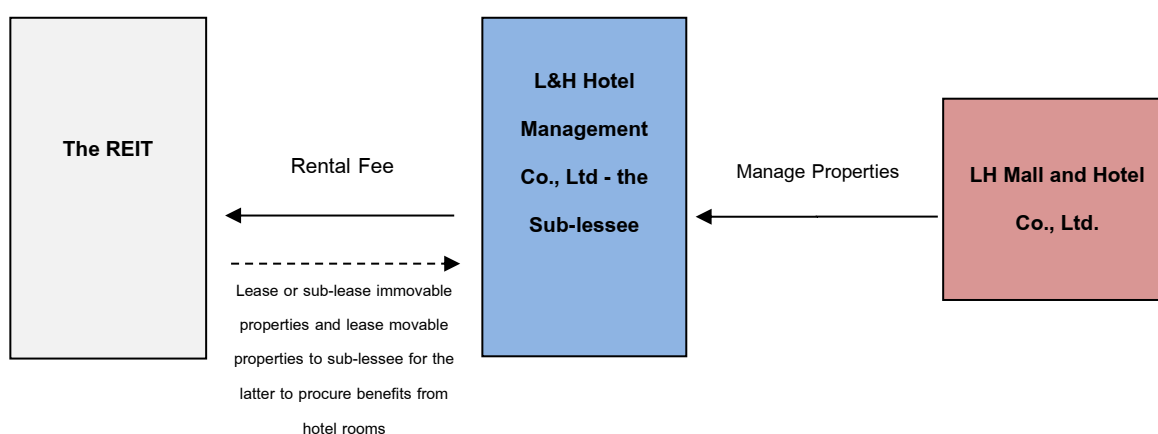 The REIT
Rental Fee
Lease or sub-lease immovable
properties and lease movable
properties to sub-lessee for the
latter to procure benefits from
hotel rooms
L&H Hotel
Management
Co., Ltd - the
Sub-lessee
Manage Properties
LH Mall and Hotel
Co., Ltd.